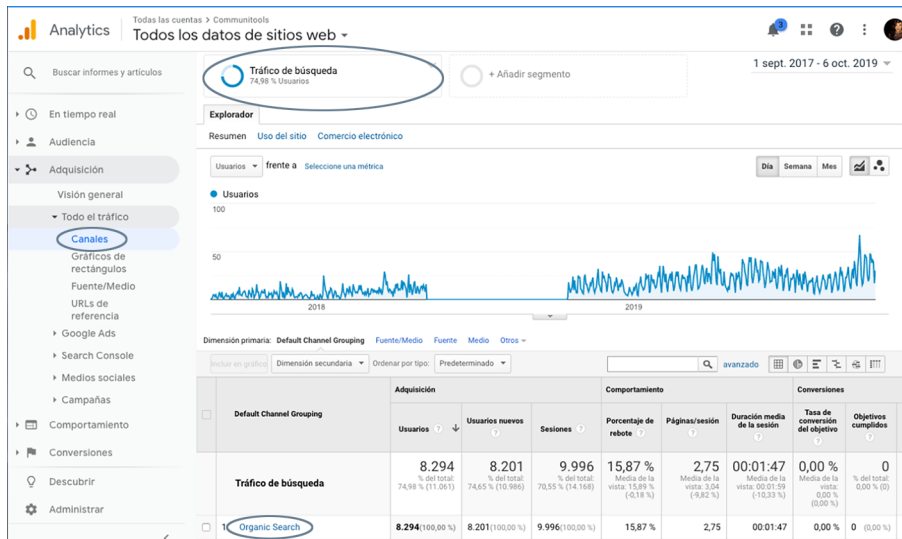 Analytics
Todas las cuentas > Communitools
Todos los datos de sitios web
3
Buscar informes y artículos
En tiempo real
Audiencia
Adquisición
Visión general
Todo el tráfico
Canales
Gráficos de
rectángulos
Fuente/Medio
URLs de
referencia
Google Ads
Search Console
Medios sociales
Campañas
Comportamiento
Conversiones
Descubrir
Administrar
Tráfico de búsqueda
74,98 % Usuarios
+ Añadir segmento
1 sept. 2017 - 6 oct. 2019
Explorador
Resumen Uso del sitio Comercio electrónico
Usuarios frente a Seleccione una métrica
Día Semana Mes
Usuarios
100
50
2018 2019
Dimensión primaria: Default Channel Grouping Fuente/Medio Fuente Medio Otros
Incluir en gráfico Dimensión secundaria Ordenar por tipo: Predeterminado avanzado
Adquisición Comportamiento Conversiones
Default Channel Grouping
Usuarios
Usuarios nuevos
Sesiones
Porcentaje de
rebote
Páginas/sesión
Duración media
de la sesión
Tasa de
conversión
del objetivo
Objetivos
cumplidos
Tráfico de búsqueda
8.294
% del total:
74,98 % (11.061)
8.201
% del total:
74,65 % (10.986)
9.996
% del total:
70,55 % (14.168)
15,87 %
Media de la
vista: 15,89 %
(-0,18 %)
2,75
Media de la
vista: 3,04
(-9,82 %)
00:01:47
Media de la
vista: 00:01:59
(-10,33 %)
0,00 %
Media de la
vista:
0,00 %
(0,00 %)
0
% del total:
0,00 % (0)
1 Organic Search 8.294(100,00 %) 8.201(100,00 %) 9.996(100,00 %) 15,87 % 2,75 00:01:47 0,00 % 0 (0,00 %)